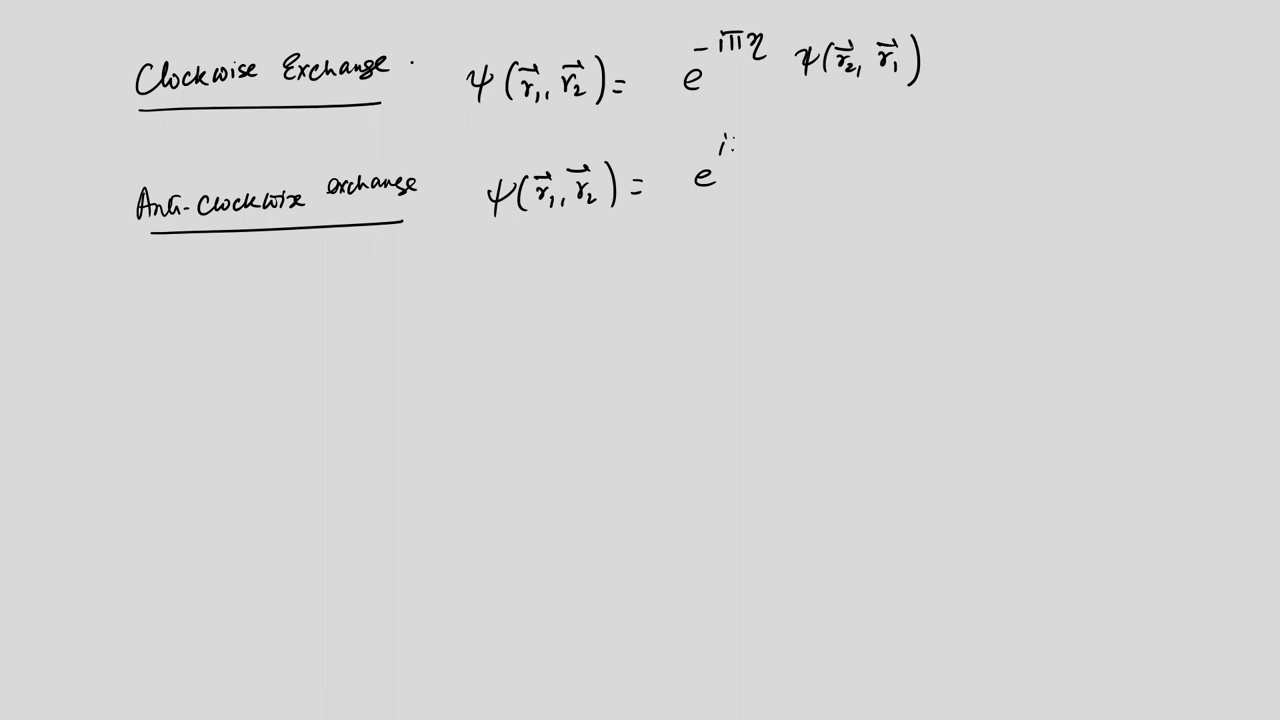 Clockwise Exchange. ψ(r⃗₁, r⃗₂) = e^{-iπη} ψ(r⃗₂, r⃗₁)
Anti-clockwise exchange ψ(r⃗₁, r⃗₂) = e^{i: